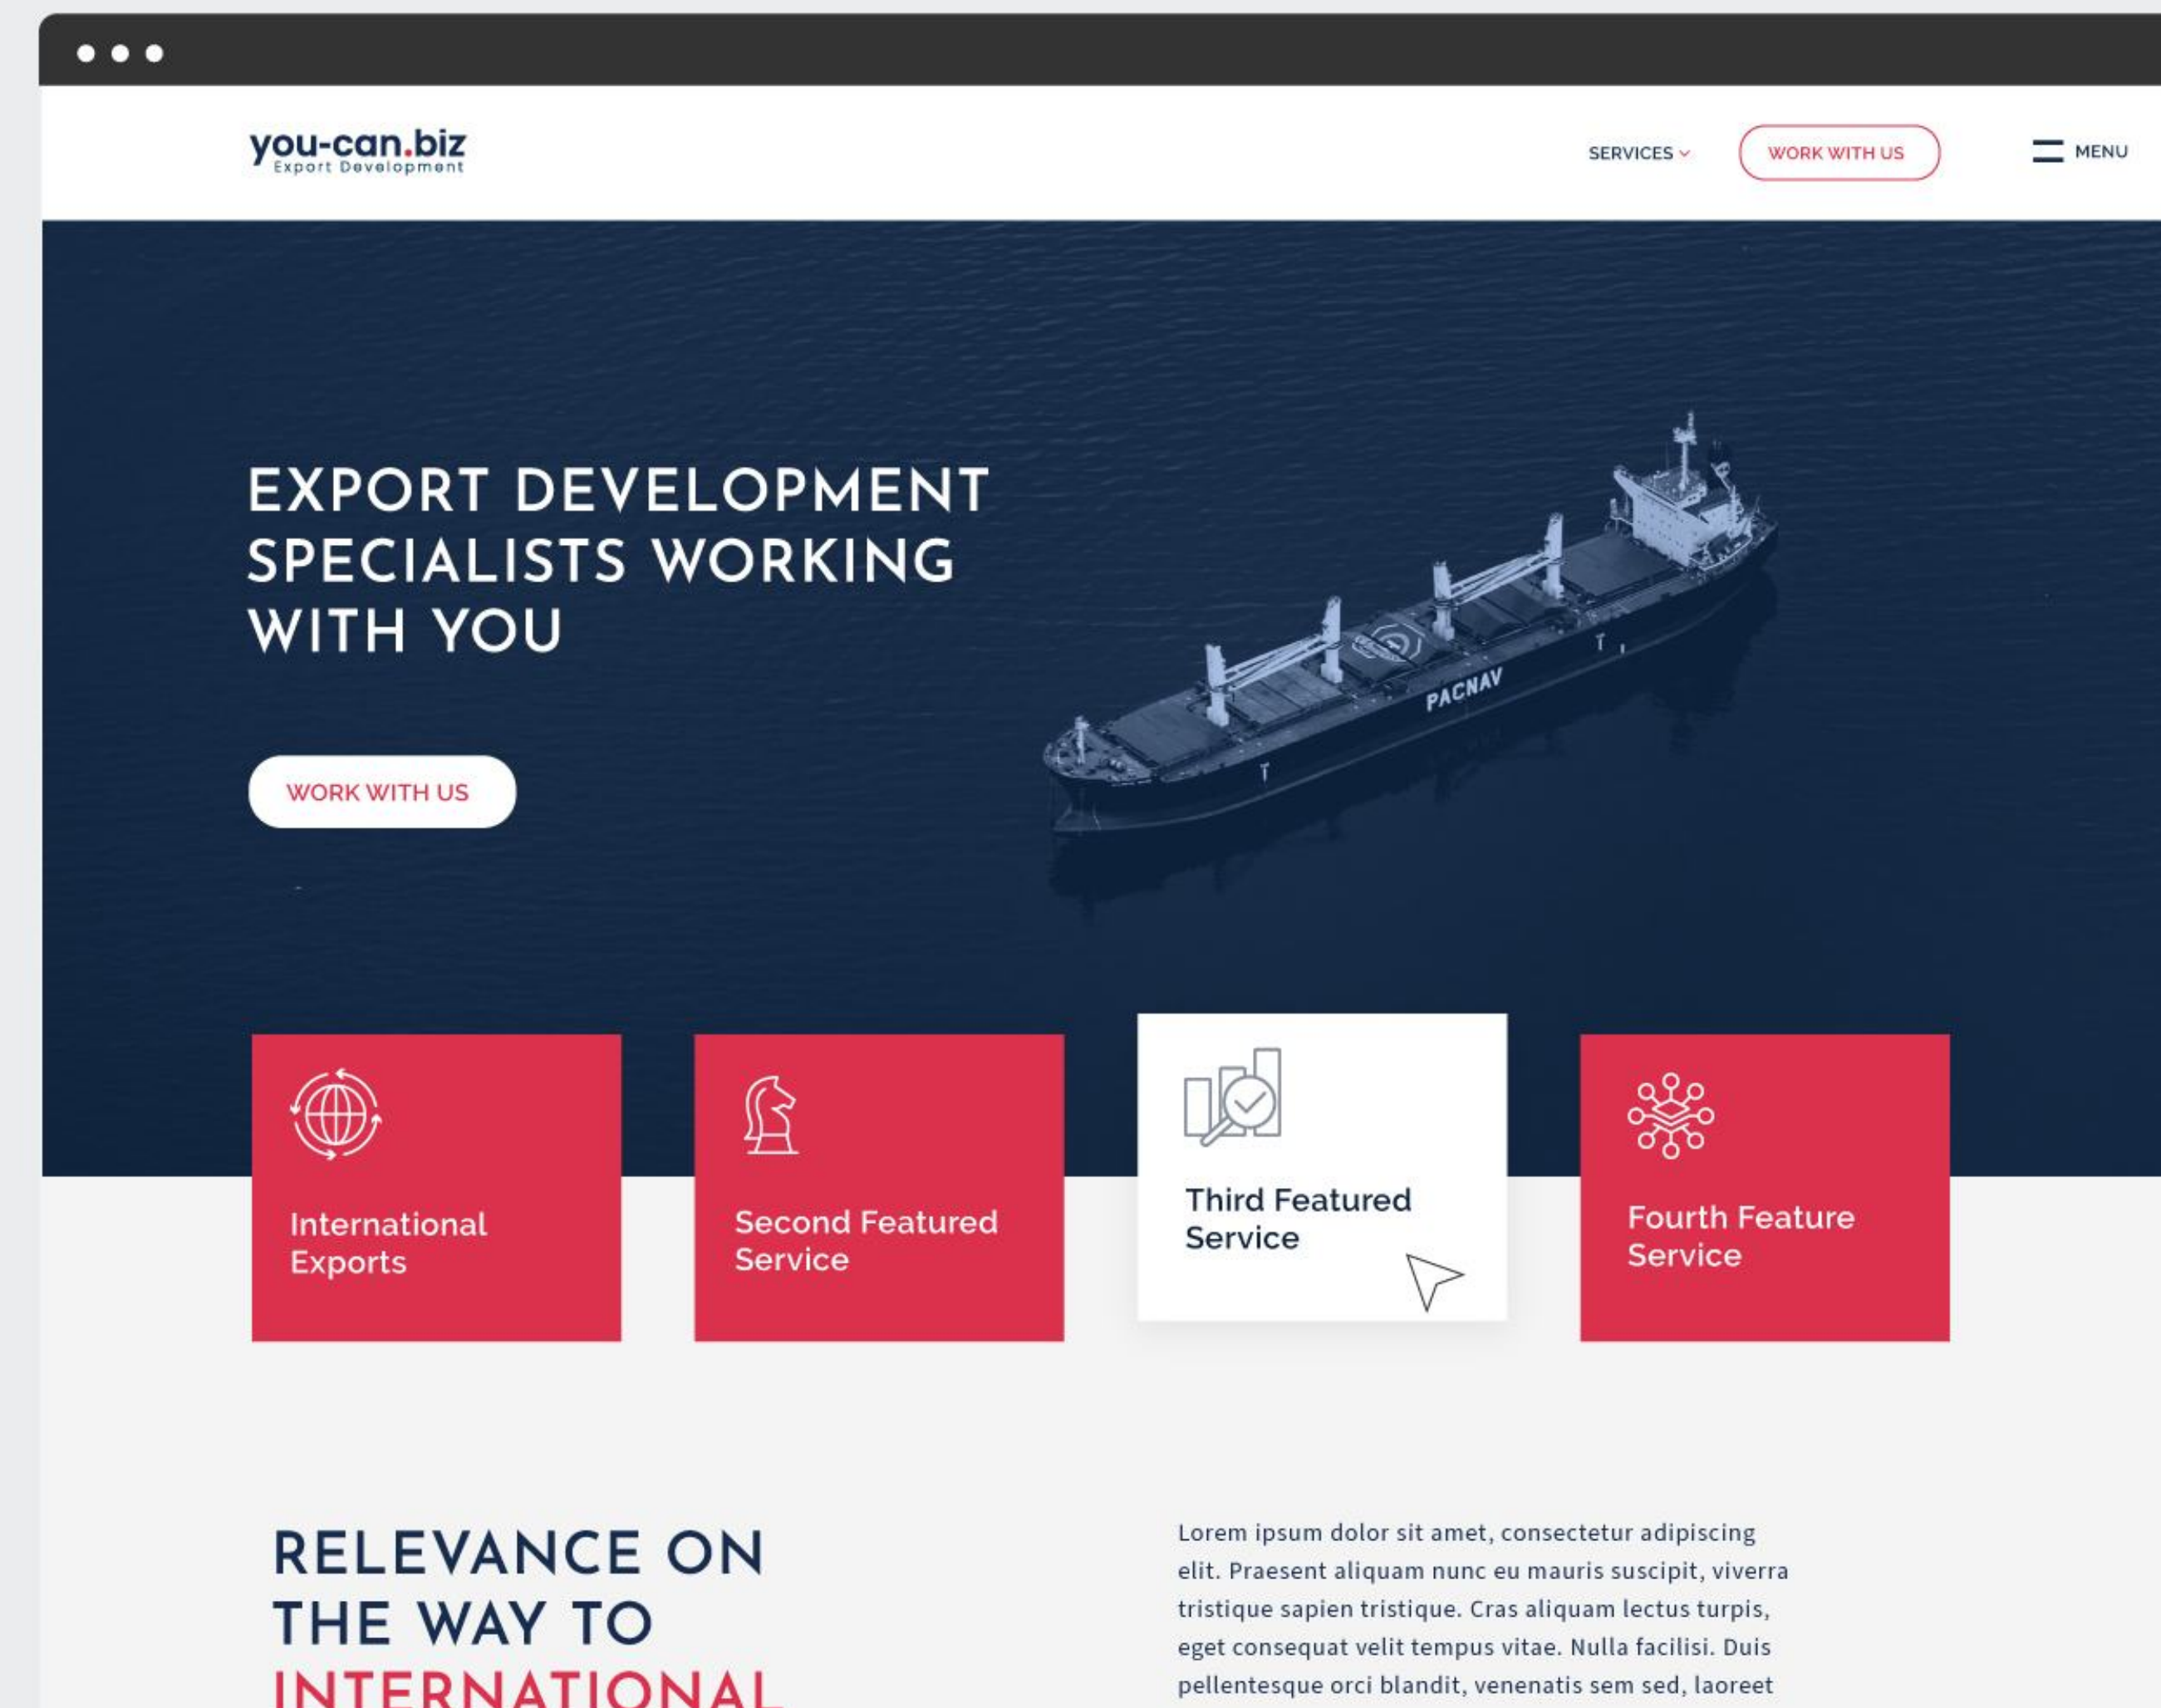 you-can.biz
Export Development
SERVICES
WORK WITH US
MENU
EXPORT DEVELOPMENT
SPECIALISTS WORKING
WITH YOU
PACNAV
WORK WITH US
International
Exports
Second Featured
Service
Third Featured
Service
Fourth Feature
Service
RELEVANCE ON
THE WAY TO
INTERNATIONAL
Lorem ipsum dolor sit amet, consectetur adipiscing
elit. Praesent aliquam nunc eu mauris suscipit, viverra
tristique sapien tristique. Cras aliquam lectus turpis,
eget consequat velit tempus vitae. Nulla facilisi. Duis
pellentesque orci blandit, venenatis sem sed, laoreet